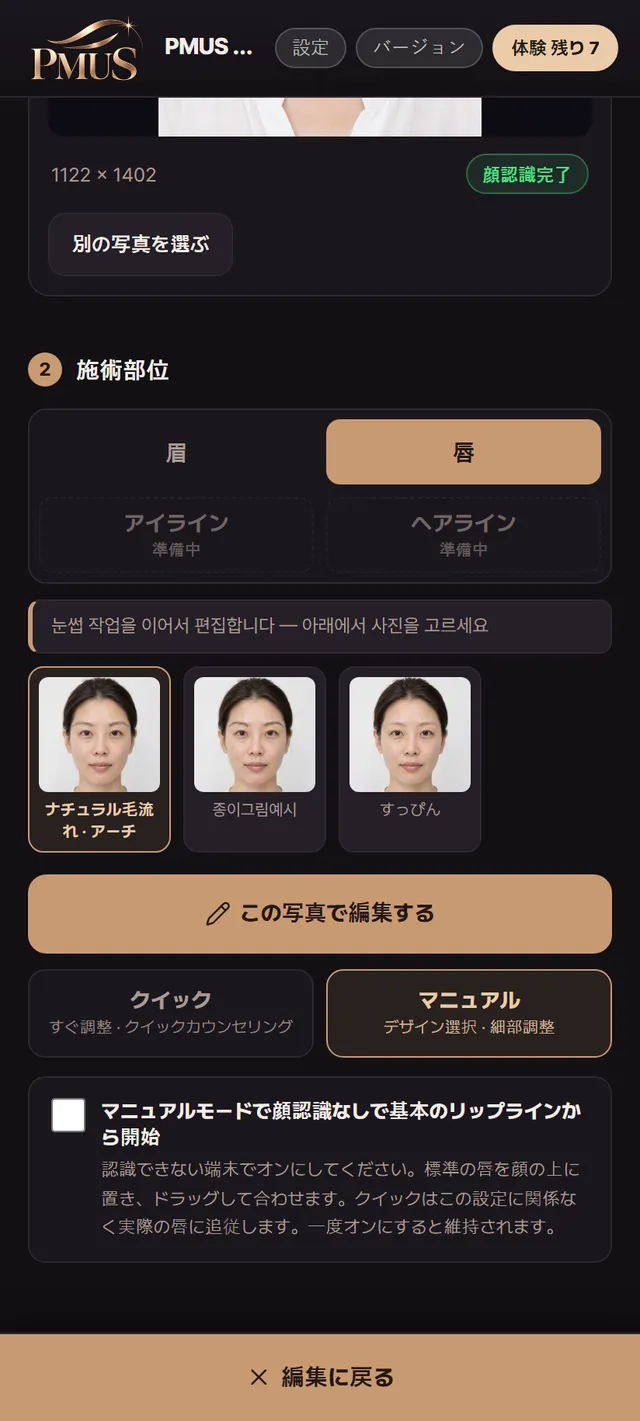 PMUS
PMUS ...
設定
バージョン
体験 残り 7
1122 × 1402
顔認識完了
別の写真を選ぶ
2
施術部位
眉
唇
アイライン
準備中
ヘアライン
準備中
눈썹 작업을 이어서 편집합니다 — 아래에서 사진을 고르세요
ナチュラル毛流
れ · アーチ
종이그림예시
すっぴん
この写真で編集する
クイック
すぐ調整 · クイックカウンセリング
マニュアル
デザイン選択 · 細部調整
マニュアルモードで顔認識なしで基本のリップラインか
ら開始
認識できない端末でオンにしてください。標準の唇を顔の上に
置き、ドラッグして合わせます。クイックはこの設定に関係な
く実際の唇に追従します。一度オンにすると維持されます。
編集に戻る